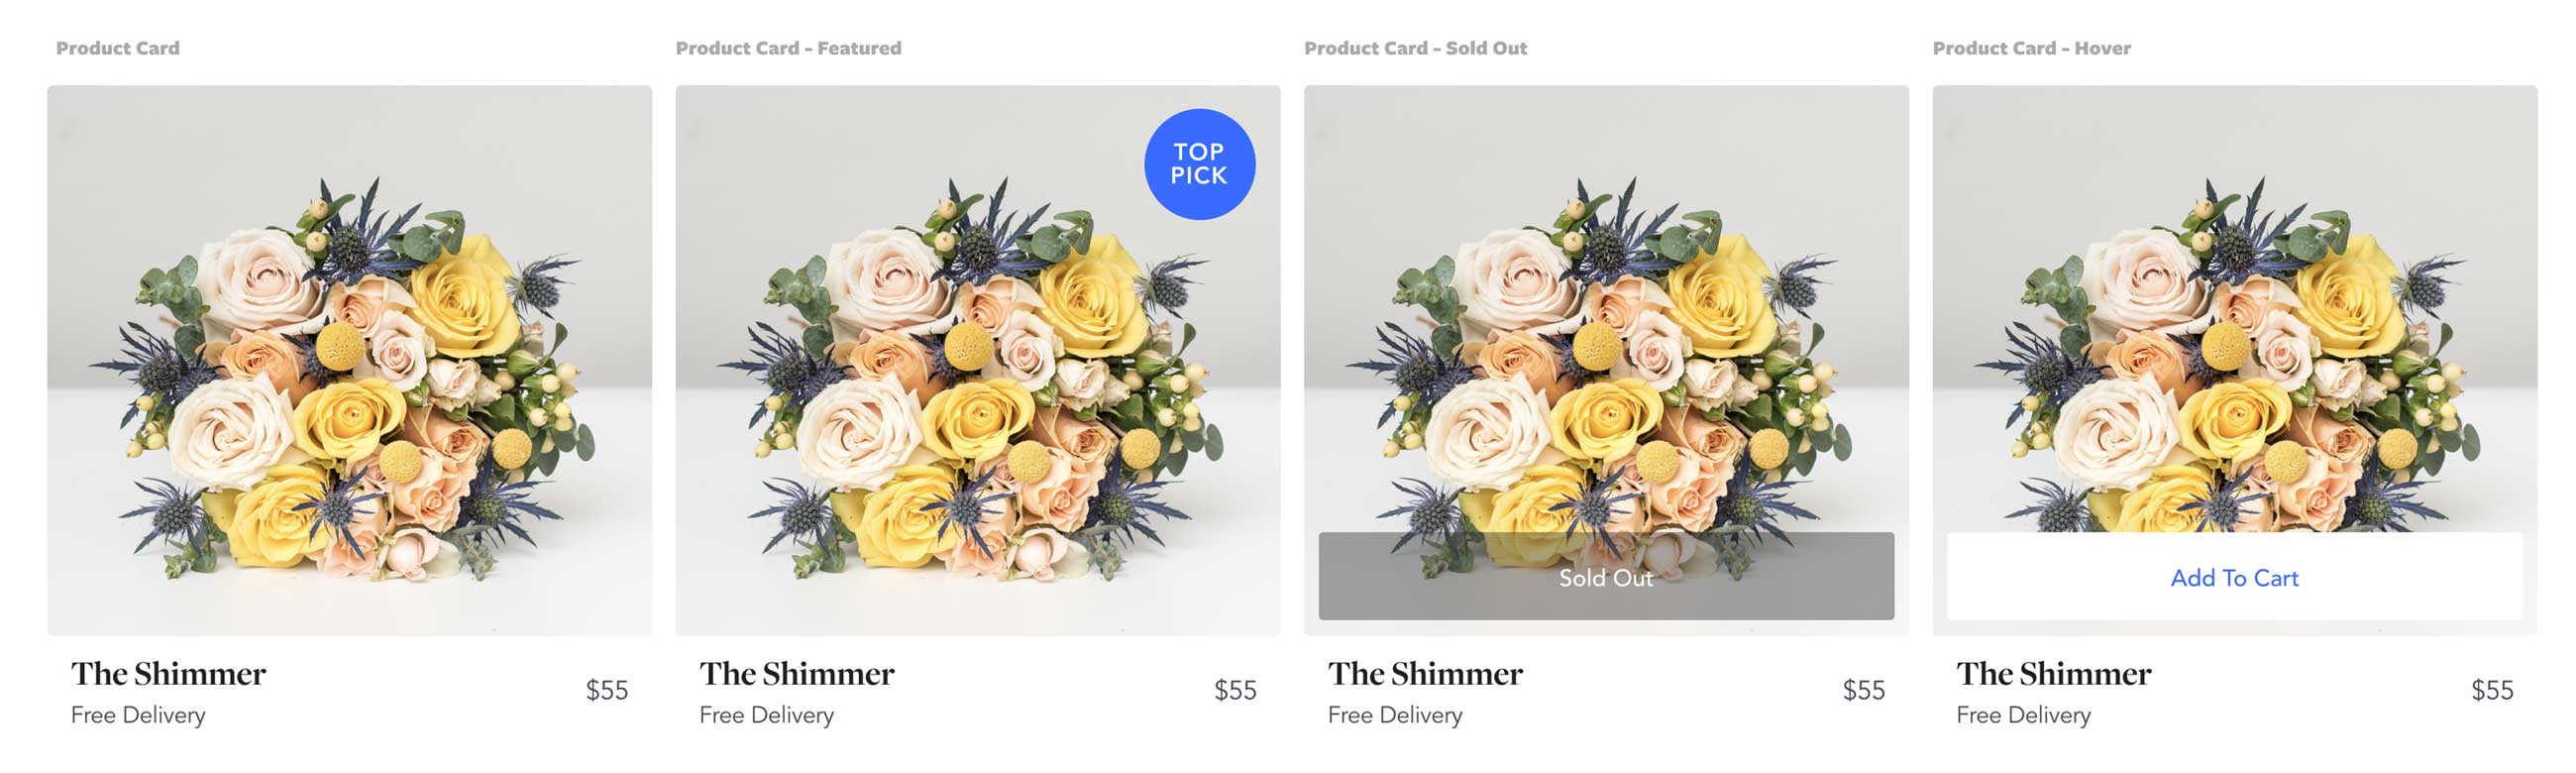 Product Card
Product Card - Featured
Product Card - Sold Out
Product Card - Hover
TOP
PICK
Sold Out
Add To Cart
The Shimmer
$55
Free Delivery
The Shimmer
$55
Free Delivery
The Shimmer
$55
Free Delivery
The Shimmer
$55
Free Delivery